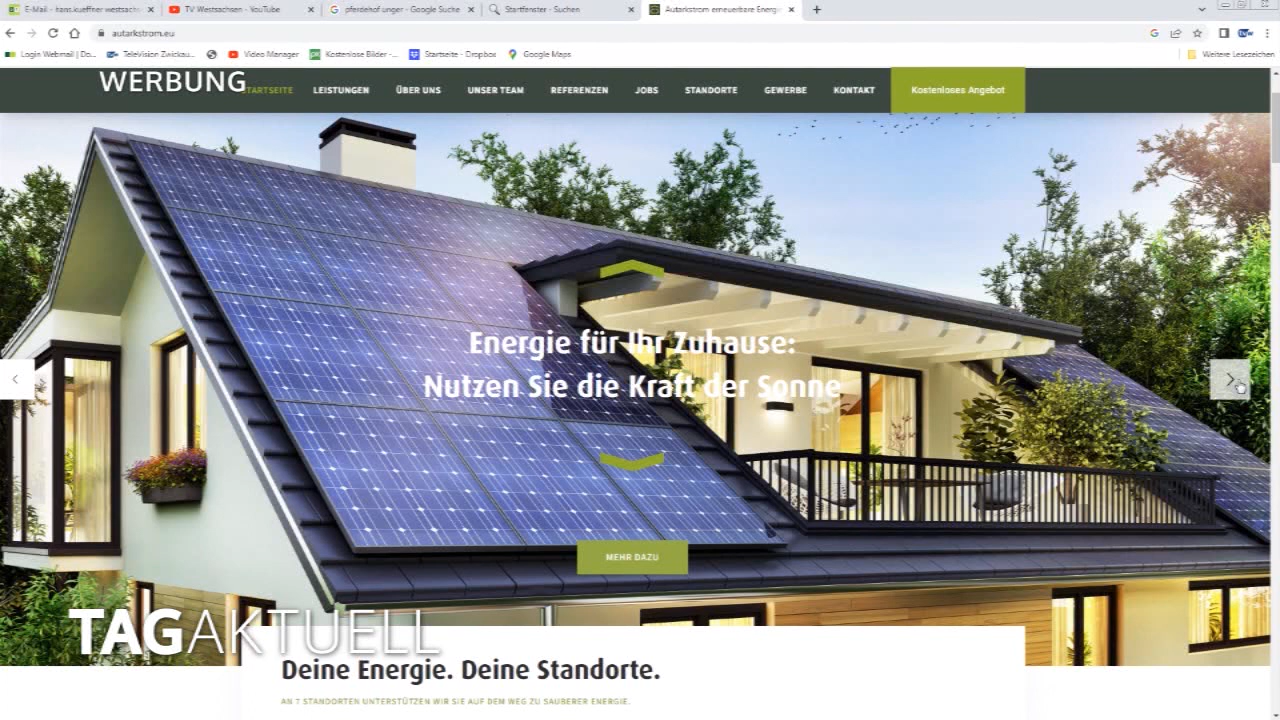 E-Mail - hans.kueffner westsachs
TV Westsachsen - YouTube
pferdehof unger - Google Suche
Startfenster - Suchen
Autarkstrom erneuerbare Energi
autarkstrom.eu
Login Webmail | Do...
TeleVision Zwickau...
Video Manager
Kostenlose Bilder -...
Startseite - Dropbox
Google Maps
Weitere Lesezeichen
WERBUNG
TARTSEITE
LEISTUNGEN
ÜBER UNS
UNSER TEAM
REFERENZEN
JOBS
STANDORTE
GEWERBE
KONTAKT
Kostenloses Angebot
Energie für Ihr Zuhause:
Nutzen Sie die Kraft der Sonne
MEHR DAZU
TAGAKTUELL
Deine Energie. Deine Standorte.
AN 7 STANDORTEN UNTERSTÜTZEN WIR SIE AUF DEM WEG ZU SAUBERER ENERGIE.